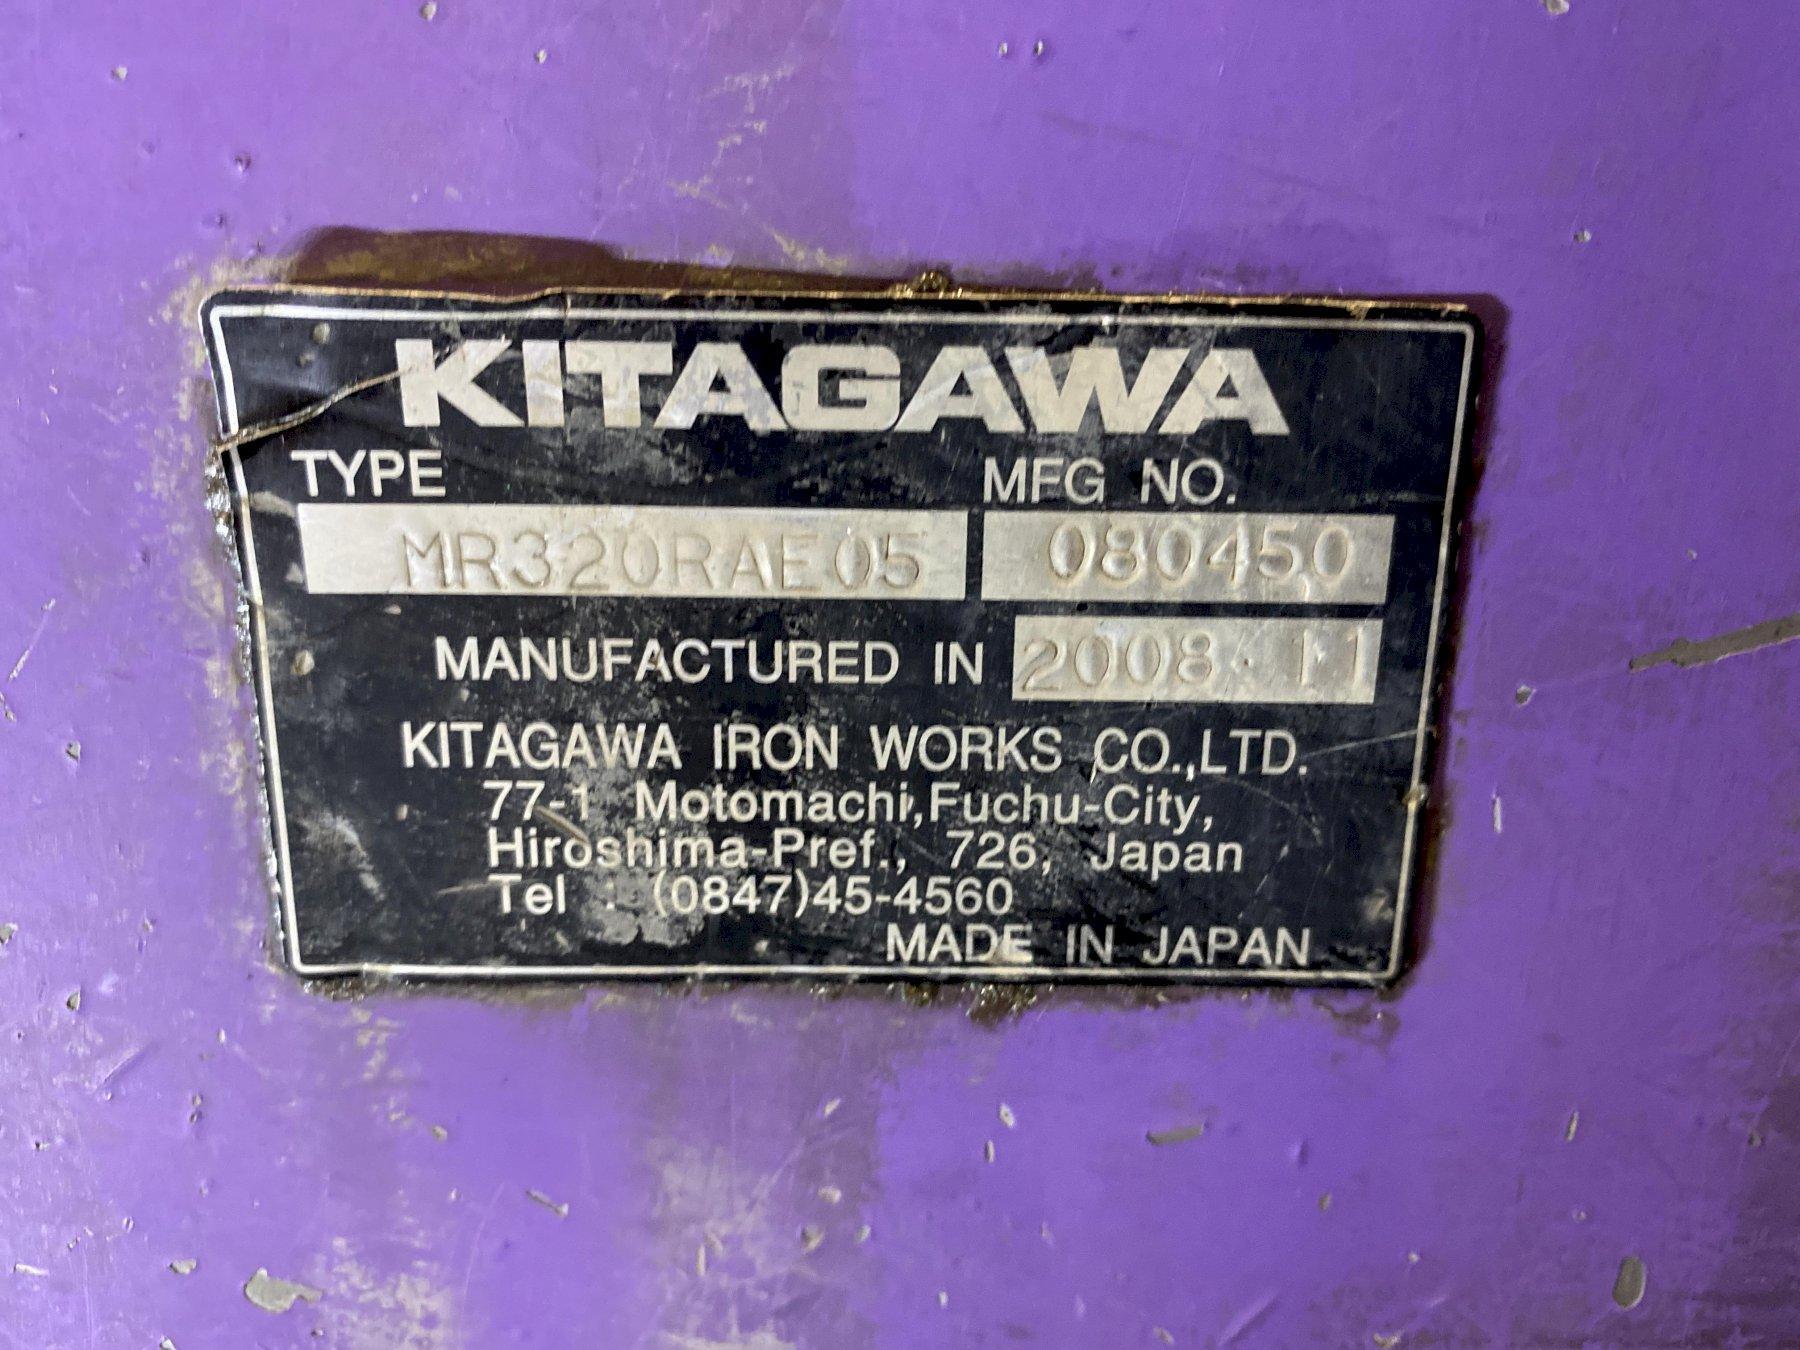 KITAGAWA
TYPE MFG NO.
MR320RAE05 080450
MANUFACTURED IN 2008.11
KITAGAWA IRON WORKS CO.,LTD.
77-1 Motomachi,Fuchu-City,
Hiroshima-Pref., 726, Japan
Tel : (0847)45-4560
MADE IN JAPAN